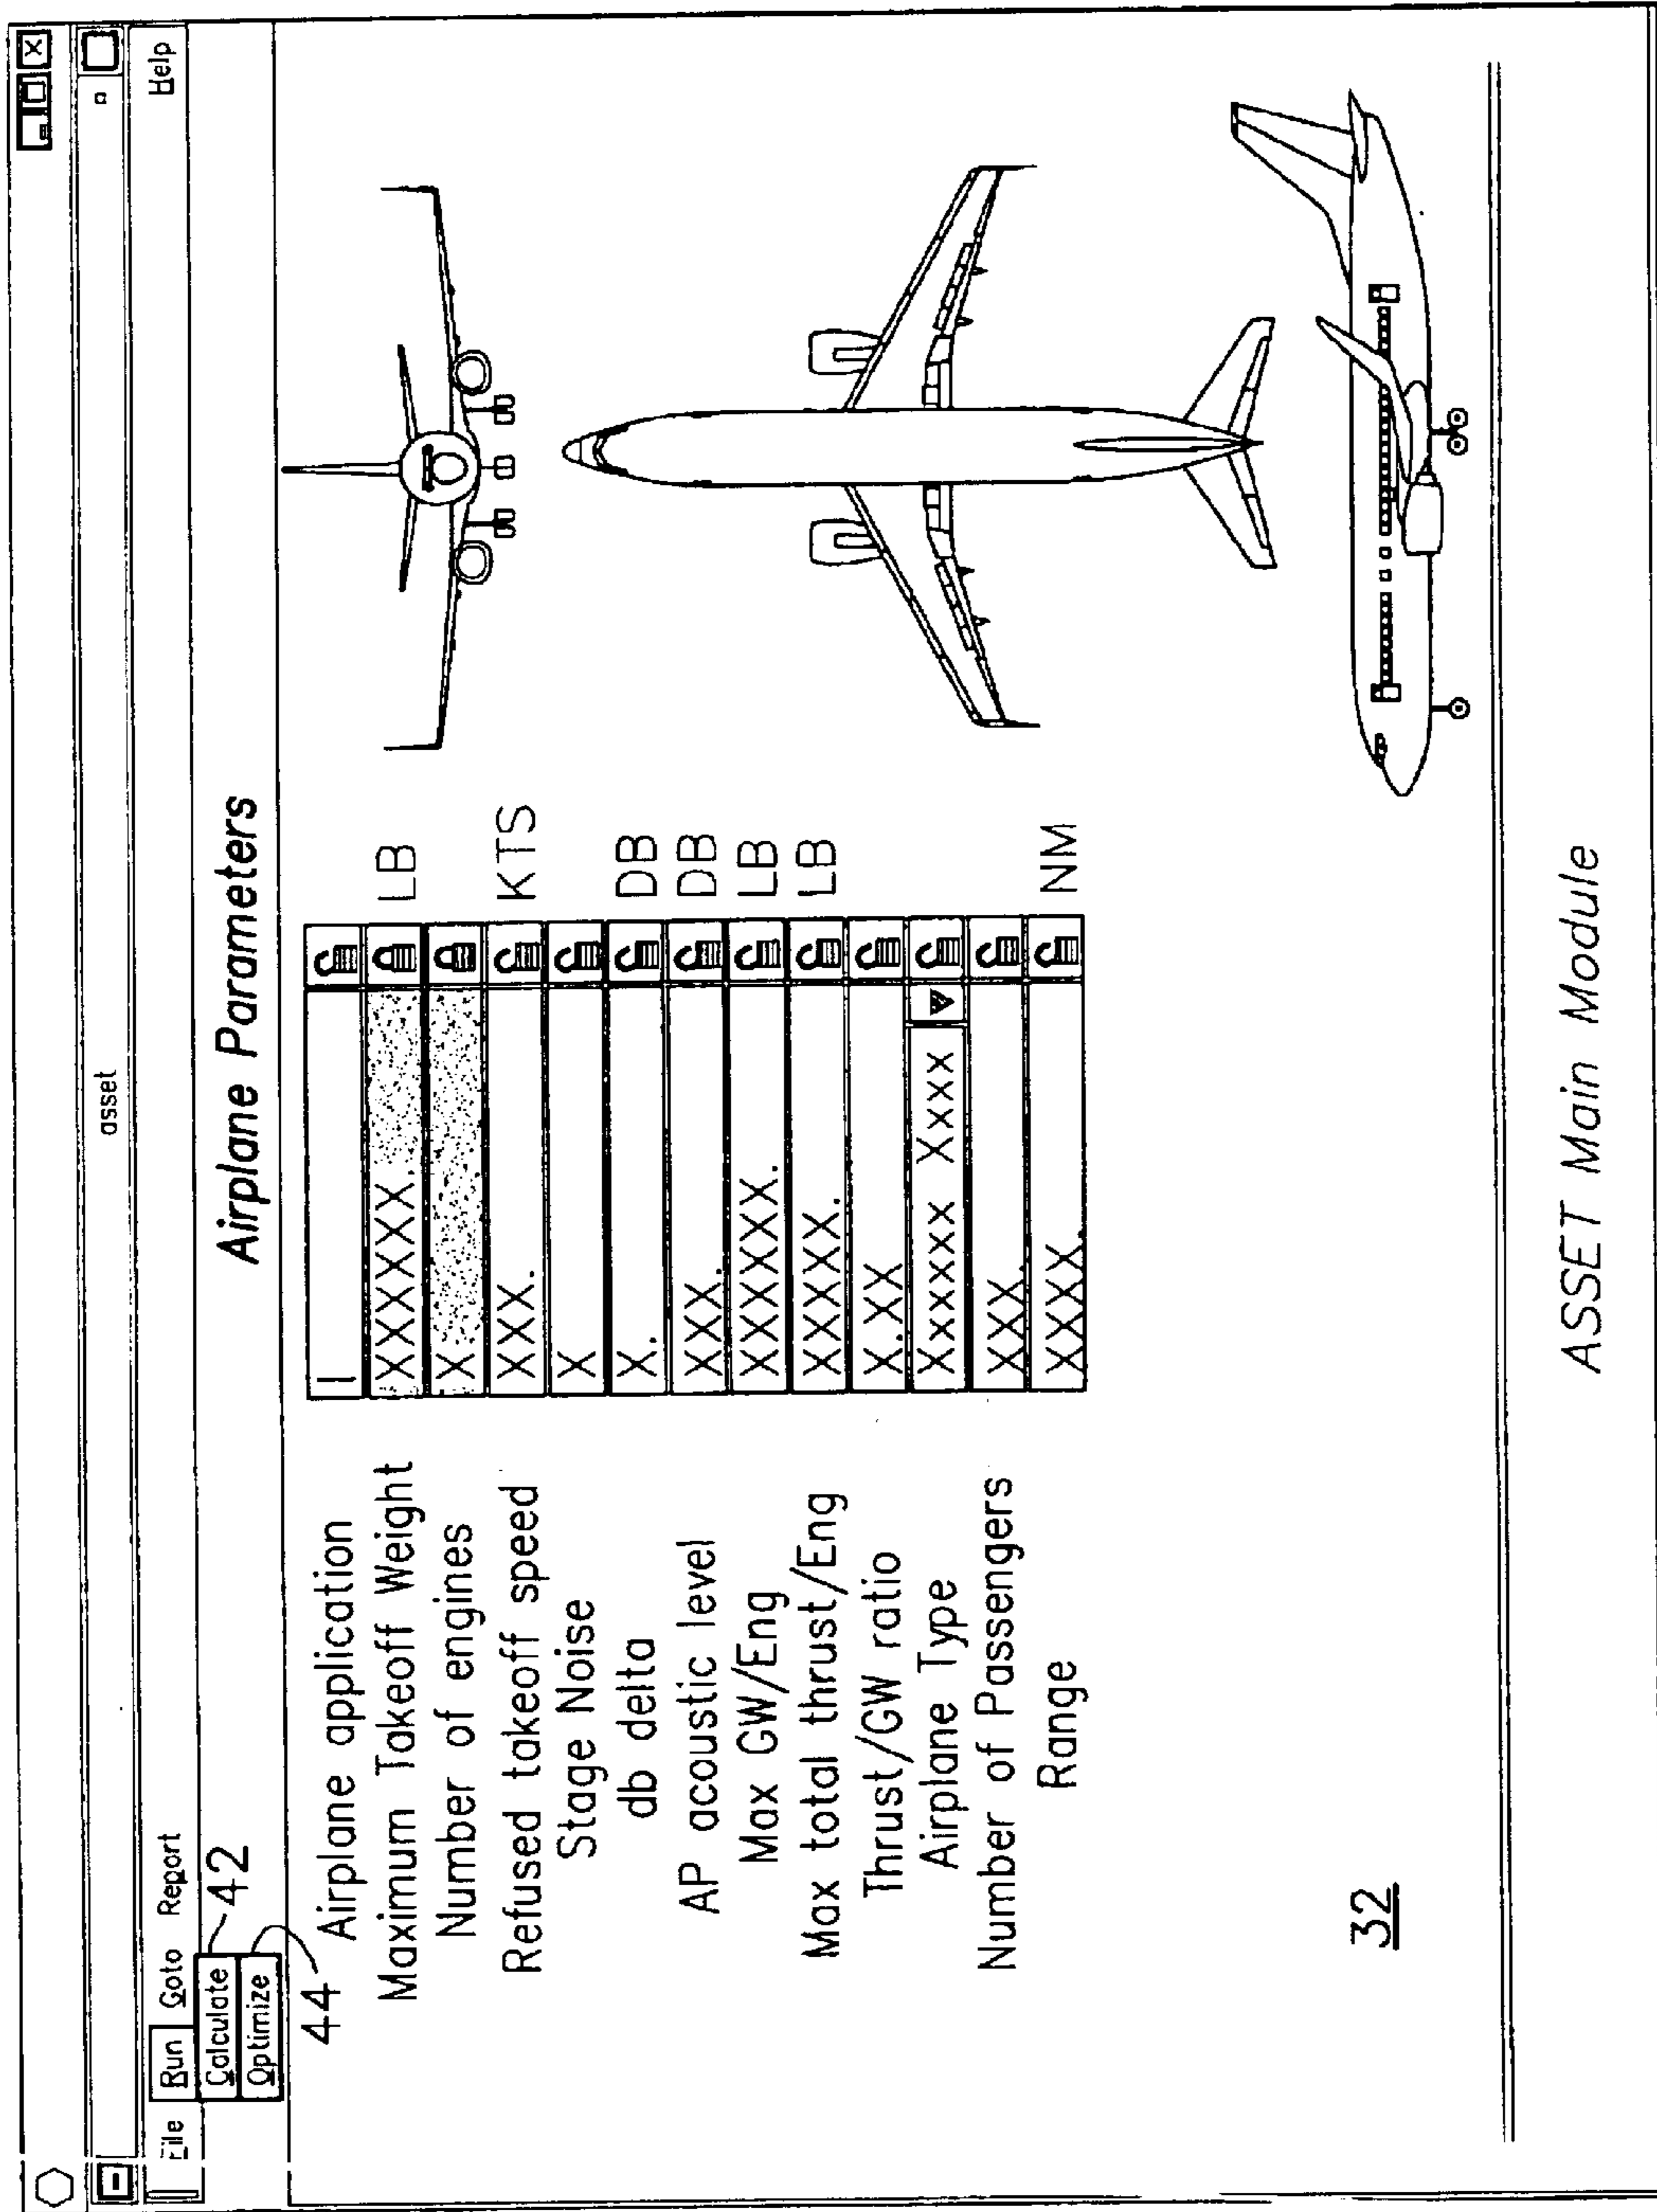 asset
File Run Goto Report Help
Calculate 42
Optimize
44
Airplane Parameters
Airplane application
Maximum Takeoff Weight XXXXXX. LB
Number of engines X
Refused takeoff speed XXX. KTS
Stage Noise X
db delta X. DB
AP acoustic level XXX. DB
Max GW/Eng XXXXXX. LB
Max total thrust/Eng XXXXX. LB
Thrust/GW ratio X.XX
Airplane Type Xxxxxx Xxxx
Number of Passengers XXX.
Range XXXX. NM
32
ASSET Main Module